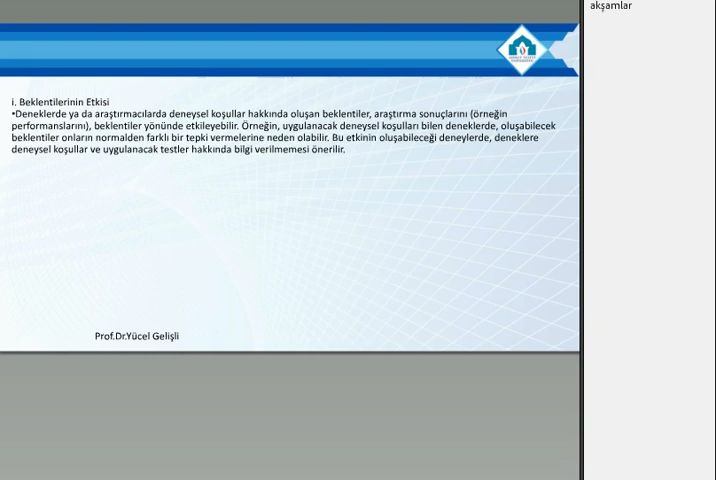 akşamlar
i. Beklentilerinin Etkisi
•Deneklerde ya da araştırmacılarda deneysel koşullar hakkında oluşan beklentiler, araştırma sonuçlarını (örneğin
performanslarını), beklentiler yönünde etkileyebilir. Örneğin, uygulanacak deneysel koşulları bilen deneklerde, oluşabilecek
beklentiler onların normalden farklı bir tepki vermelerine neden olabilir. Bu etkinin oluşabileceği deneylerde, deneklere
deneysel koşullar ve uygulanacak testler hakkında bilgi verilmemesi önerilir.
Prof.Dr.Yücel Gelişli